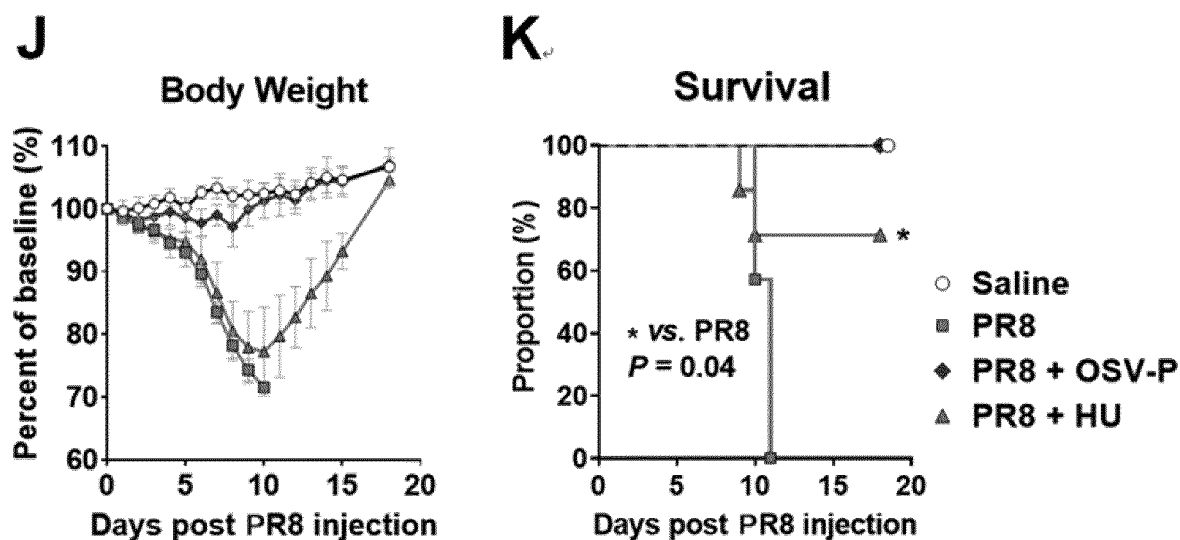 J
Body Weight
Percent of baseline (%)
110
100
90
80
70
60
0
5
10
15
20
Days post PR8 injection
K
Survival
Proportion (%)
100
80
60
40
20
0
* vs. PR8
P = 0.04
*
0
5
10
15
20
Days post PR8 injection
Saline
PR8
PR8 + OSV-P
PR8 + HU